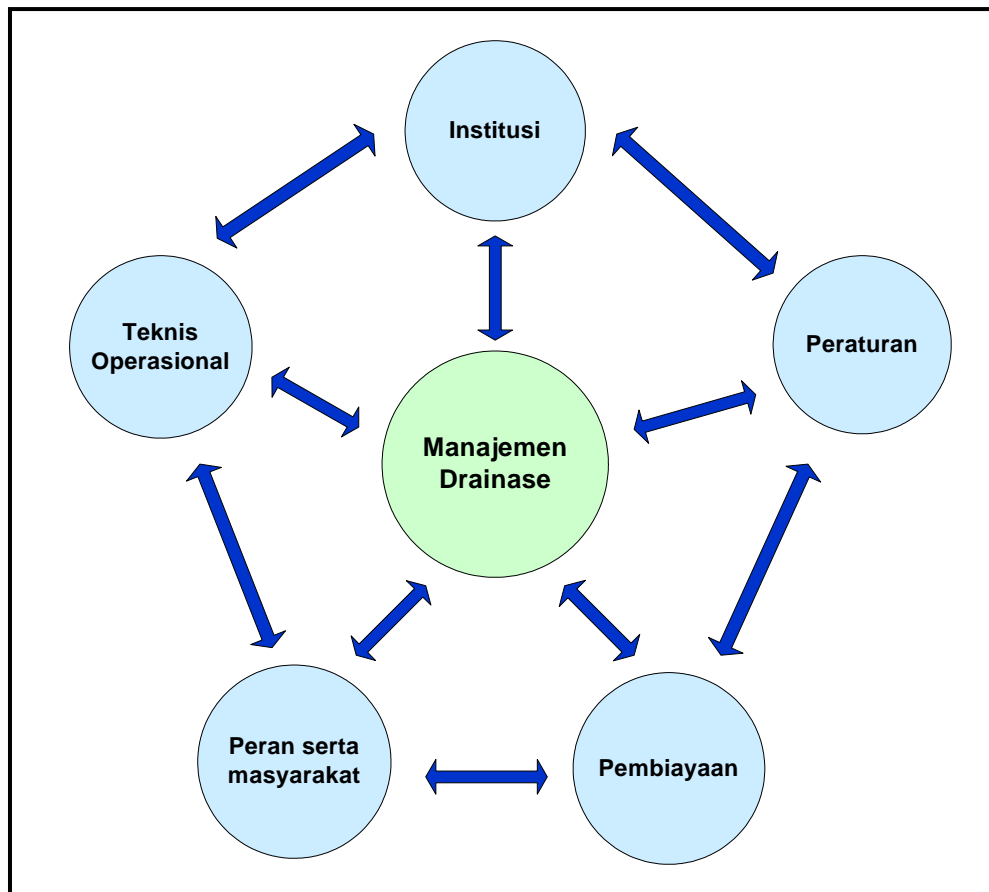 Institusi
Teknis
Operasional
Peraturan
Manajemen
Drainase
Peran serta
masyarakat
Pembiayaan